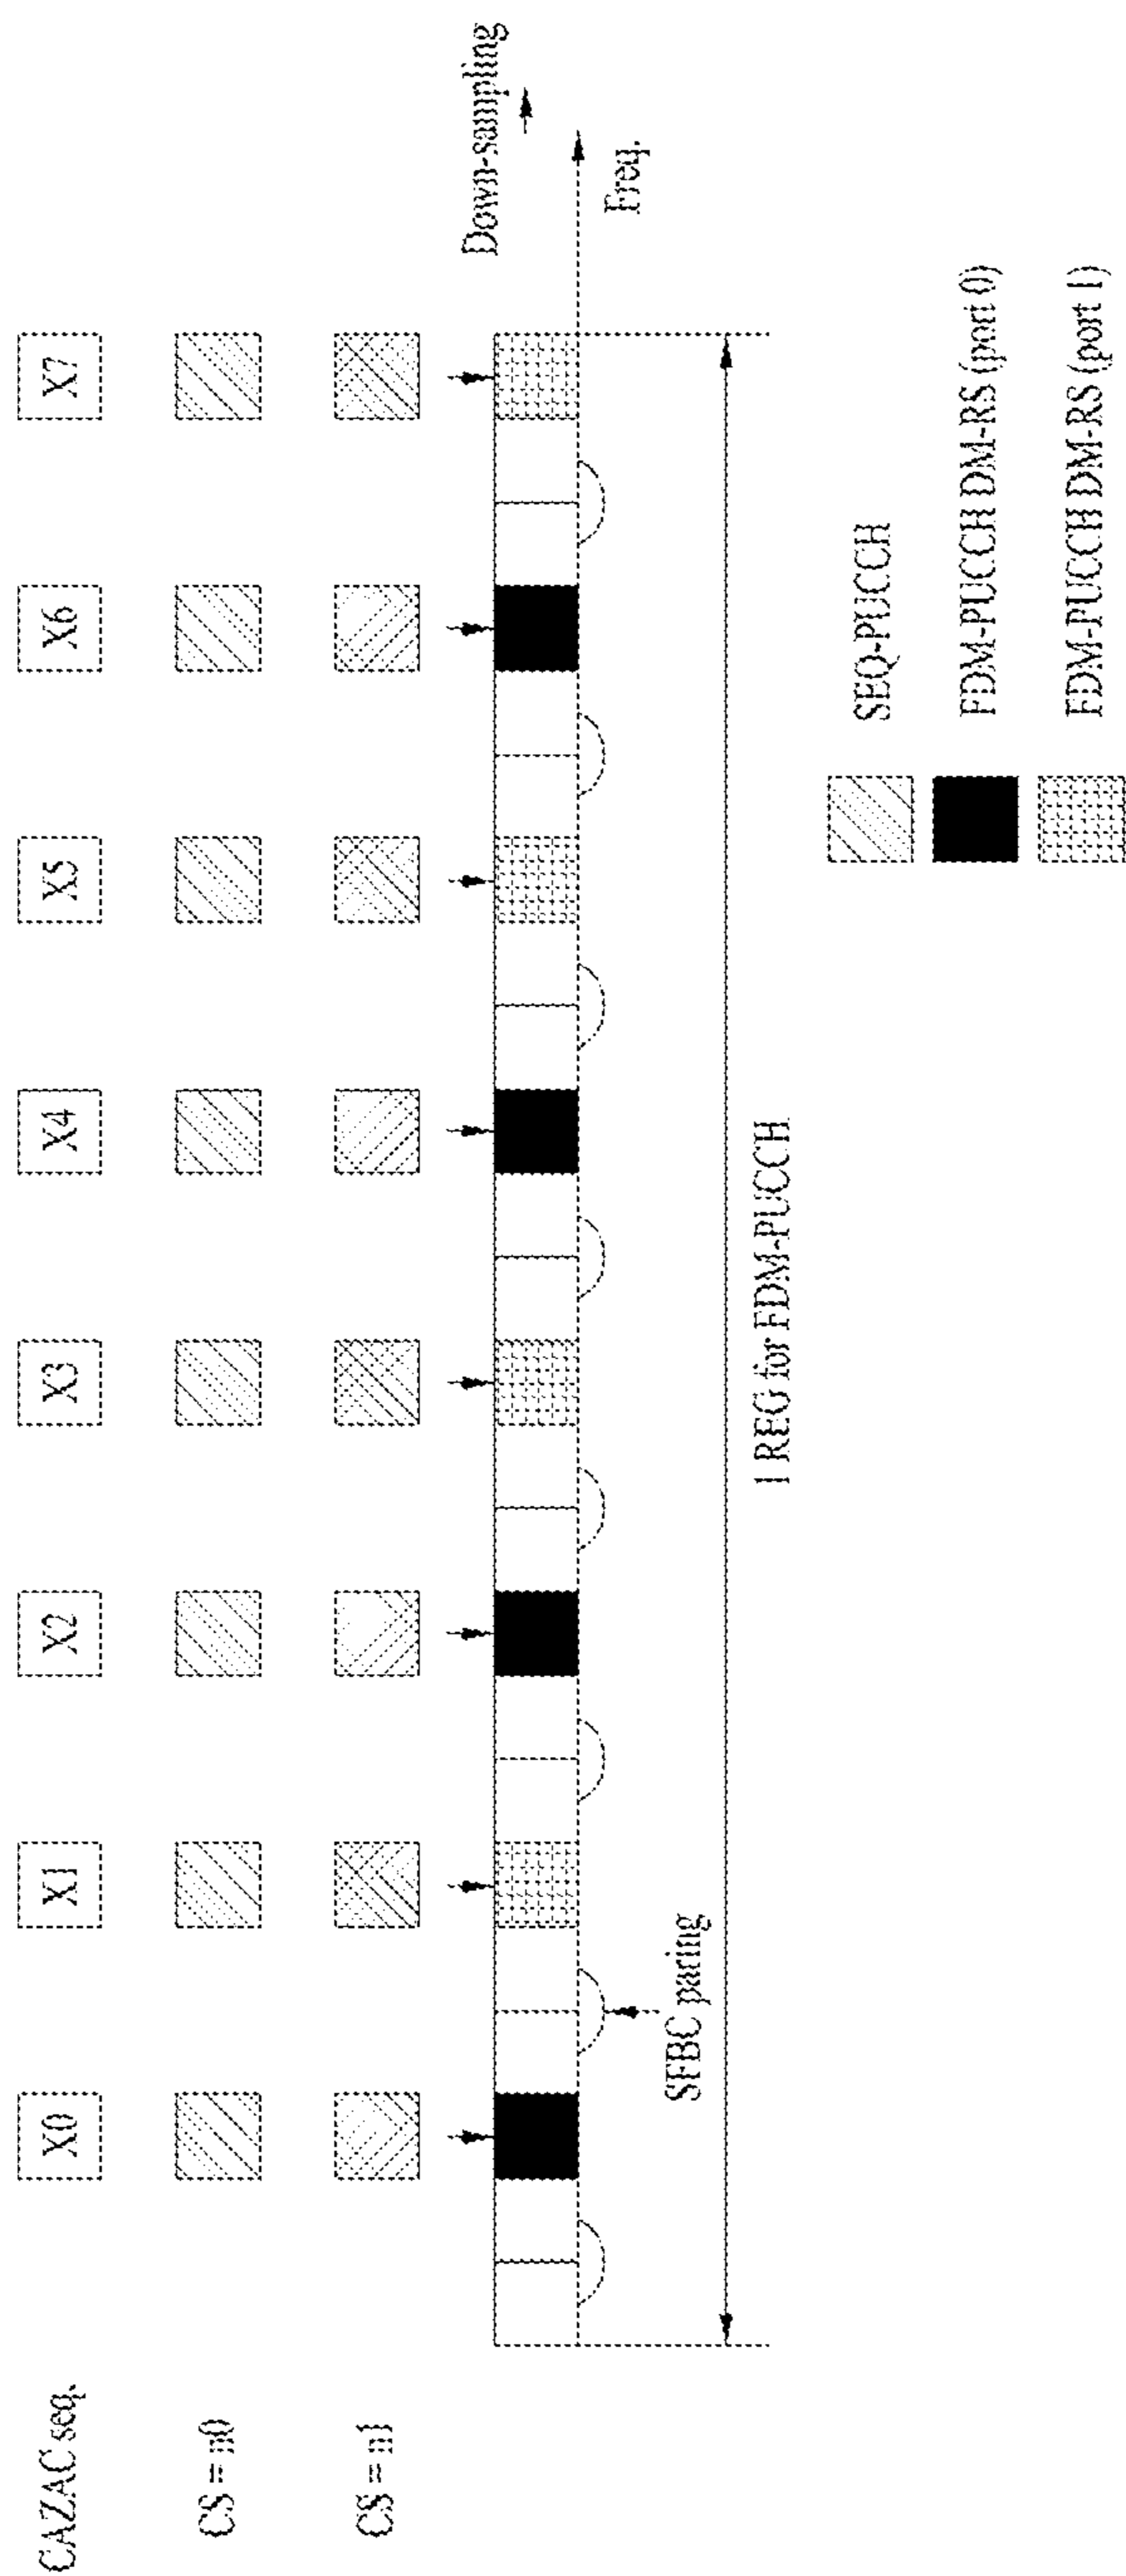 CAZAC seq.
X0
X1
X2
X3
X4
X5
X6
X7
CS = n0
CS = n1
Down-sampling
Freq.
SFBC paring
1 REG for FDM-PUCCH
SEQ-PUCCH
FDM-PUCCH DM-RS (port 0)
FDM-PUCCH DM-RS (port 1)